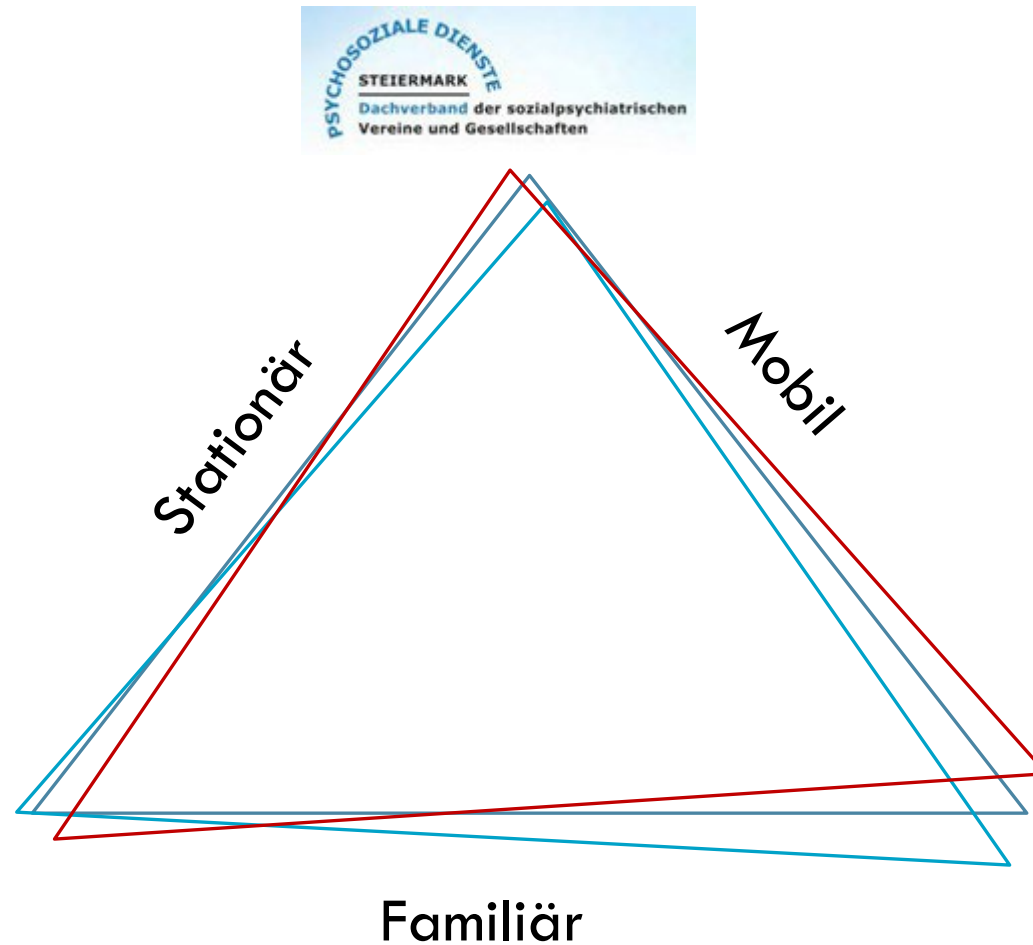 PSYCHOSOZIALE DIENSTE
STEIERMARK
Dachverband der sozialpsychiatrischen
Vereine und Gesellschaften
Stationär
Mobil
Familiär